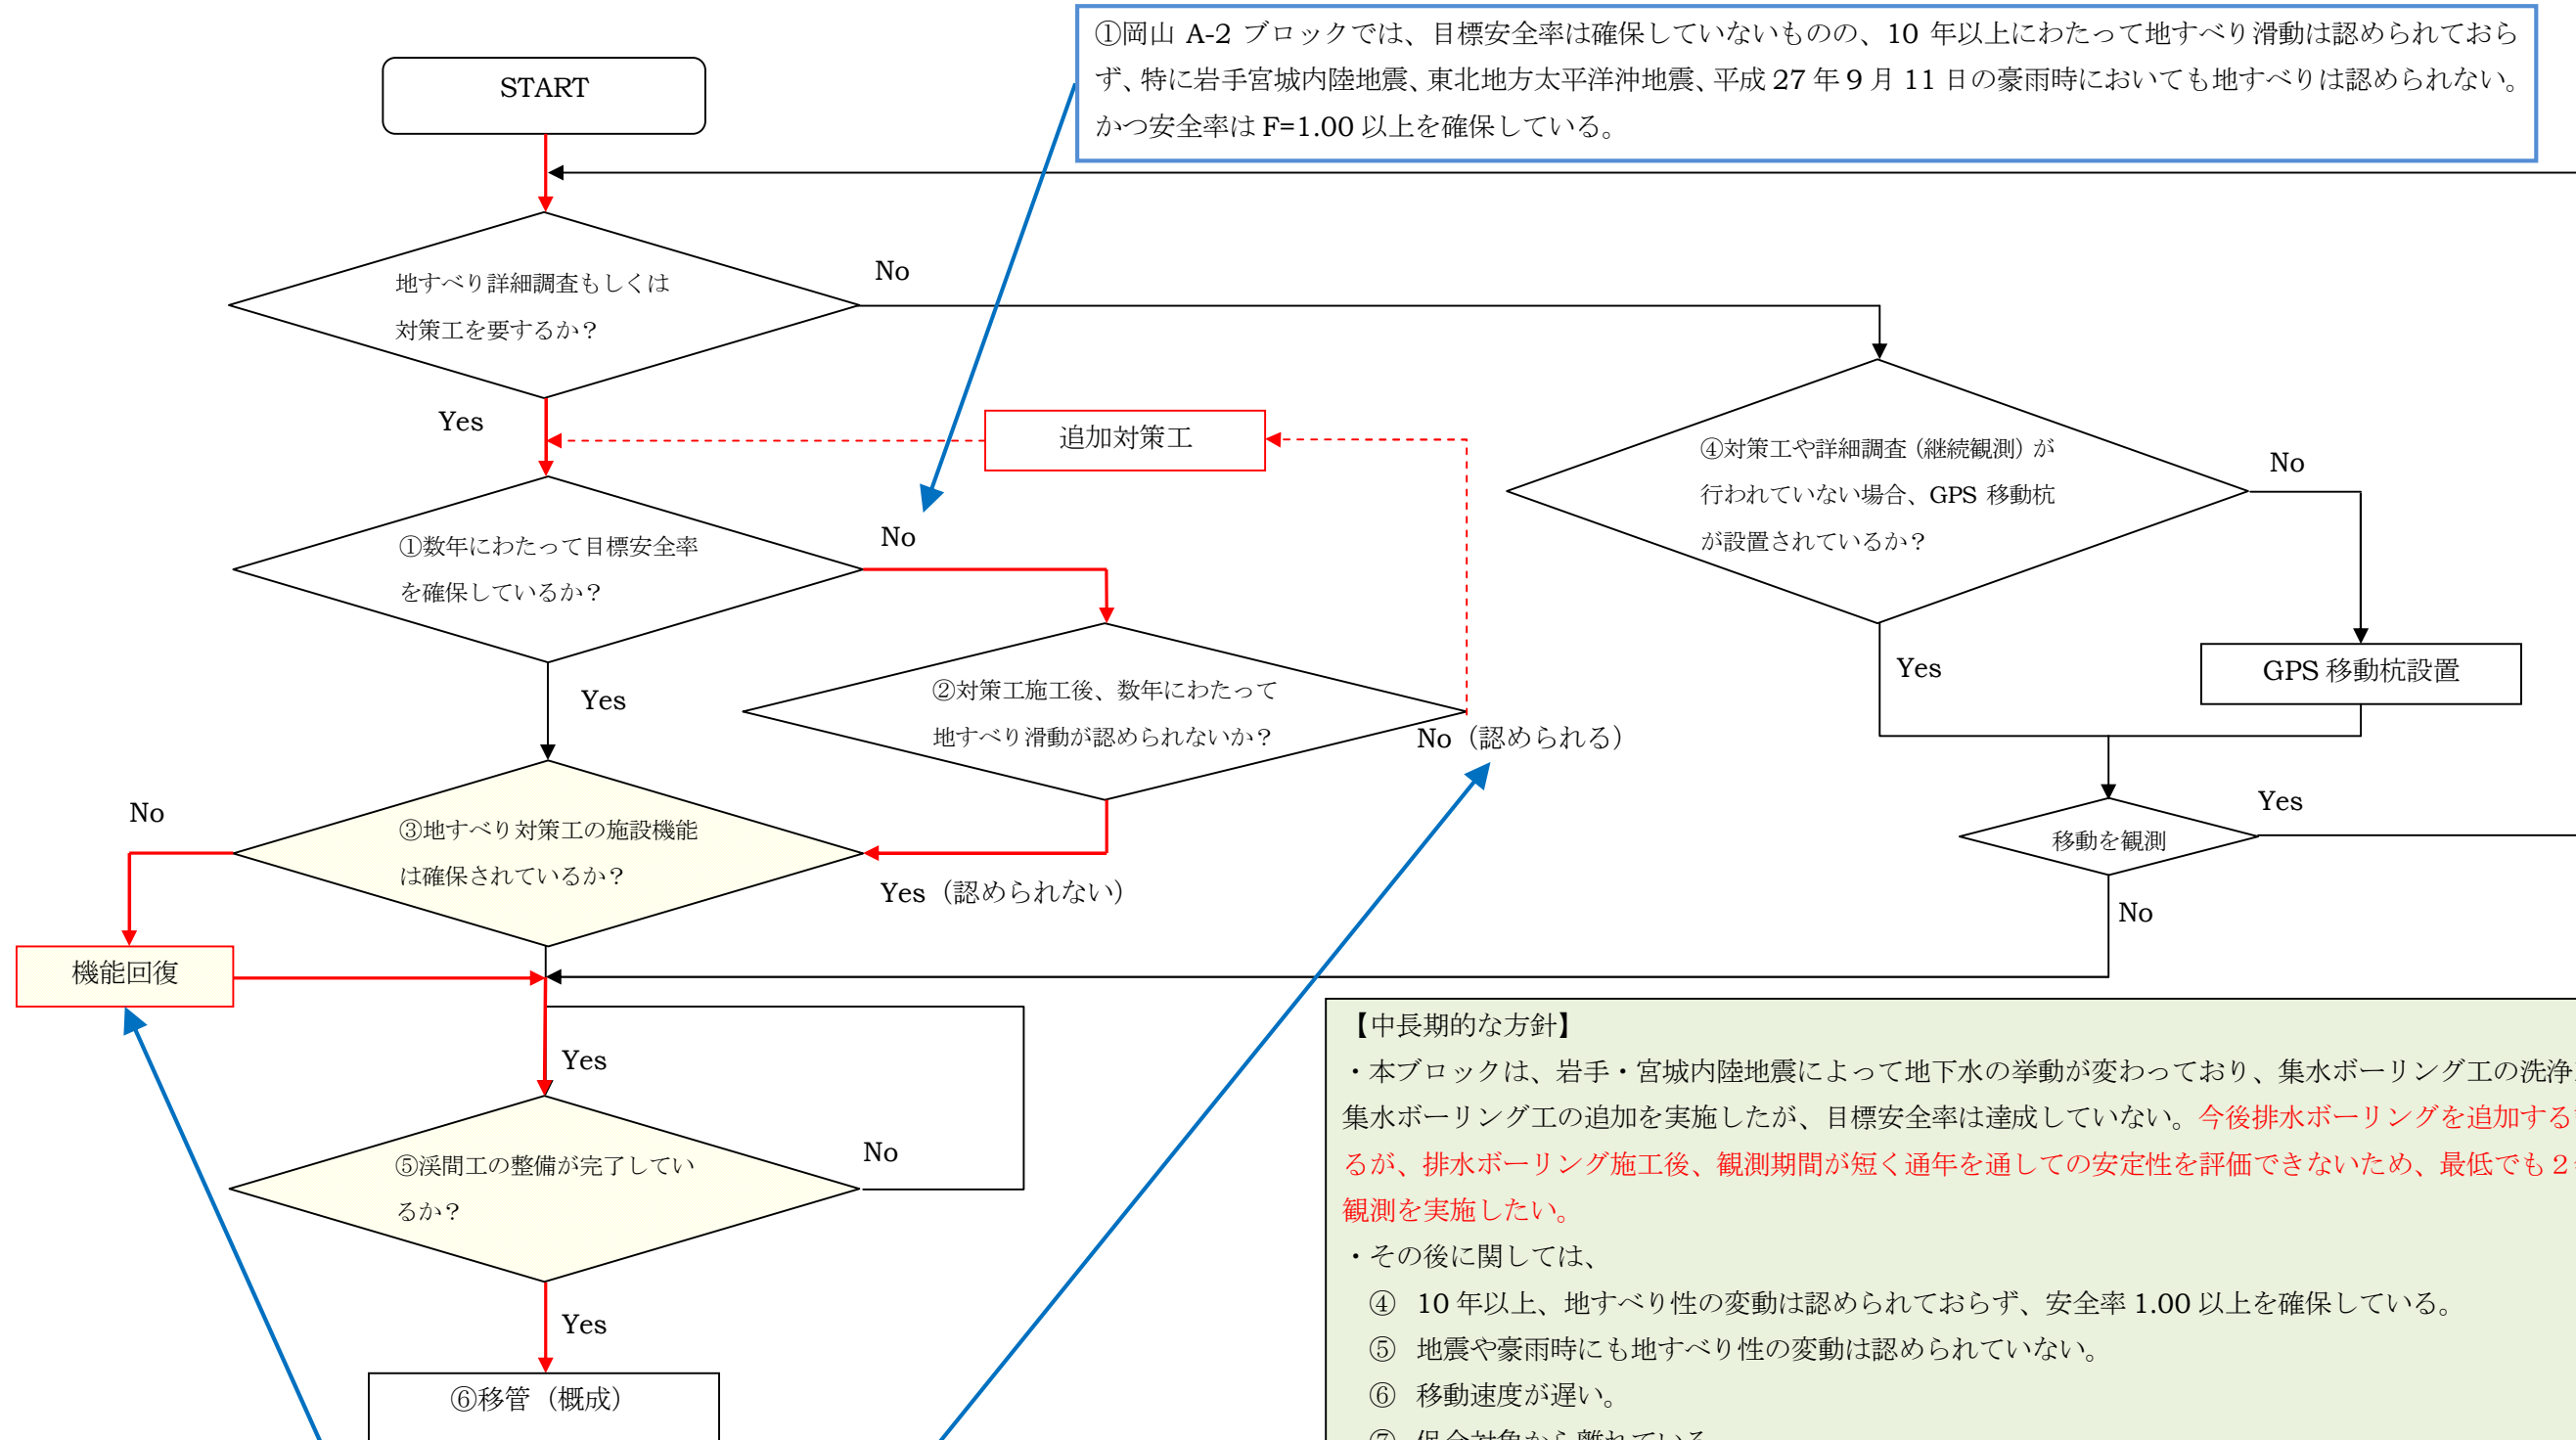 ①岡山 A-2 ブロックでは、目標安全率は確保していないものの、10 年以上にわたって地すべり滑動は認められておら
ず、特に岩手宮城内陸地震、東北地方太平洋沖地震、平成 27 年 9 月 11 日の豪雨時においても地すべりは認められない。
かつ安全率は F=1.00 以上を確保している。
START
地すべり詳細調査もしくは
対策工を要するか？
No
Yes
追加対策工
④対策工や詳細調査（継続観測）が
行われていない場合、GPS 移動杭
が設置されているか？
No
Yes
GPS 移動杭設置
①数年にわたって目標安全率
を確保しているか？
No
Yes
②対策工施工後、数年にわたって
地すべり滑動が認められないか？
No（認められる）
Yes（認められない）
移動を観測
Yes
No
③地すべり対策工の施設機能
は確保されているか？
No
機能回復
Yes
⑤渓間工の整備が完了してい
るか？
No
Yes
⑥移管（概成）
【中長期的な方針】
・本ブロックは、岩手・宮城内陸地震によって地下水の挙動が変わっており、集水ボーリング工の洗浄
集水ボーリング工の追加を実施したが、目標安全率は達成していない。今後排水ボーリングを追加する
るが、排水ボーリング施工後、観測期間が短く通年を通しての安定性を評価できないため、最低でも２
観測を実施したい。
・その後に関しては、
④ 10 年以上、地すべり性の変動は認められておらず、安全率 1.00 以上を確保している。
⑤ 地震や豪雨時にも地すべり性の変動は認められていない。
⑥ 移動速度が遅い。
⑦ 保全対象から離れている